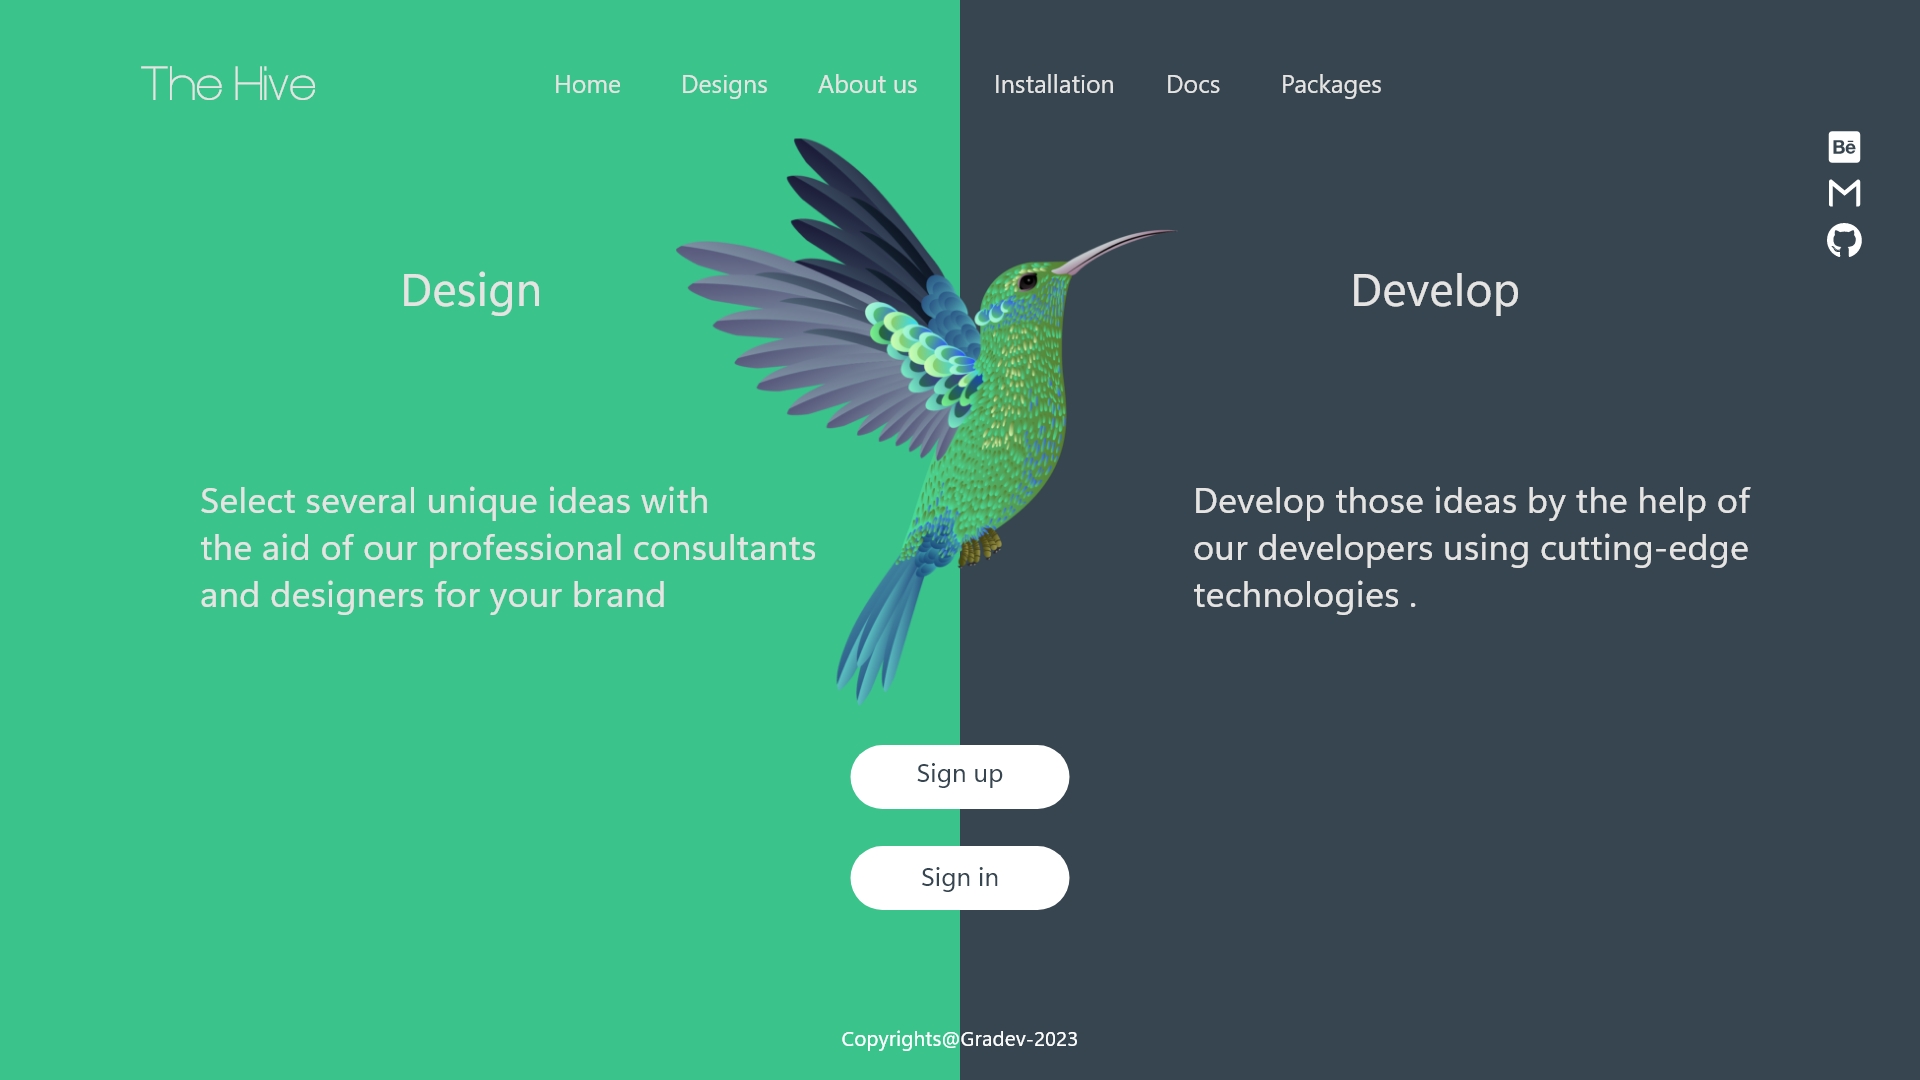 The Hive
Home Designs About us Installation Docs Packages
Bē
Design
Develop
Select several unique ideas with
the aid of our professional consultants
and designers for your brand
Develop those ideas by the help of
our developers using cutting-edge
technologies .
Sign up
Sign in
Copyrights@Gradev-2023